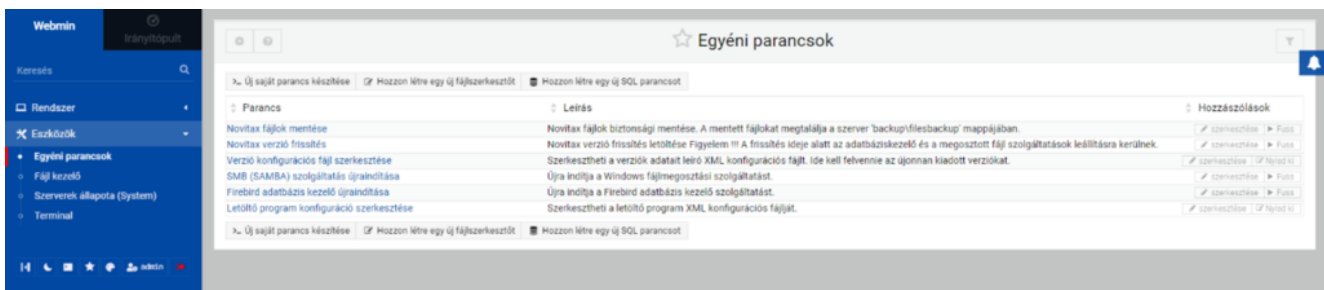 Webmin
Irányítópult
Keresés
Rendszer
Eszközök
Egyéni parancsok
Fájl kezelő
Szerverek állapota (System)
Terminal
admin
Egyéni parancsok
Új saját parancs készítése Hozzon létre egy új fájlszerkesztőt Hozzon létre egy új SQL parancsot
Parancs Leírás Hozzászólások
Novitax fájlok mentése Novitax fájlok biztonsági mentése. A mentett fájlokat megtalálja a szerver 'backup\filesbackup' mappájában. szerkesztése Fuss
Novitax verzió frissítés Novitax verzió frissítés letöltése Figyelem !!! A frissítés ideje alatt az adatbáziskezelő és a megosztott fájl szolgáltatások leállításra kerülnek. szerkesztése Fuss
Verzió konfigurációs fájl szerkesztése Szerkesztheti a verziók adatait leíró XML konfigurációs fájlt. Ide kell felvennie az újonnan kiadott verziókat. szerkesztése Nyisd ki
SMB (SAMBA) szolgáltatás újraindítása Újra indítja a Windows fájlmegosztási szolgáltatást. szerkesztése Fuss
Firebird adatbázis kezelő újraindítása Újra indítja a Firebird adatbázis kezelő szolgáltatást. szerkesztése Fuss
Letöltő program konfiguráció szerkesztése Szerkesztheti a letöltő program XML konfigurációs fájlját. szerkesztése Nyisd ki
Új saját parancs készítése Hozzon létre egy új fájlszerkesztőt Hozzon létre egy új SQL parancsot